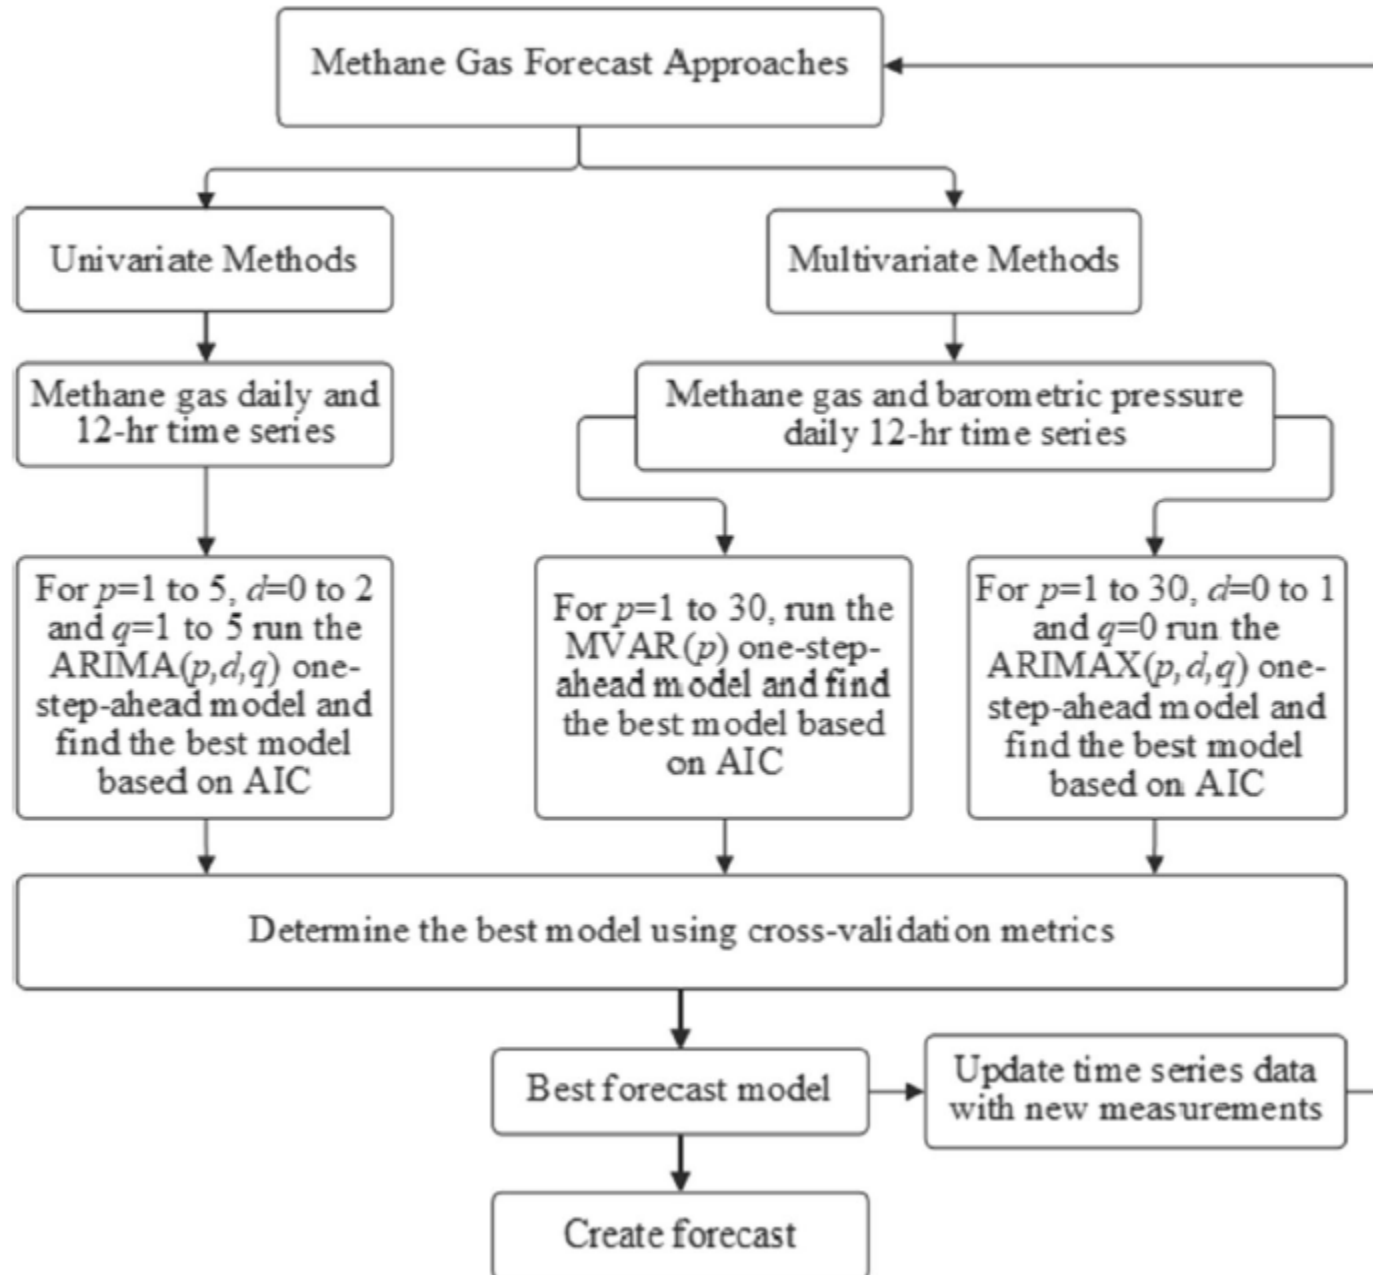 Methane Gas Forecast Approaches
Univariate Methods
Multivariate Methods
Methane gas daily and
12-hr time series
Methane gas and barometric pressure
daily 12-hr time series
For p=1 to 5, d=0 to 2
and q=1 to 5 run the
ARIMA(p,d,q) one-
step-ahead model and
find the best model
based on AIC
For p=1 to 30, run the
MVAR(p) one-step-
ahead model and find
the best model based
on AIC
For p=1 to 30, d=0 to 1
and q=0 run the
ARIMAX(p,d,q) one-
step-ahead model and
find the best model
based on AIC
Determine the best model using cross-validation metrics
Best forecast model
Update time series data
with new measurements
Create forecast